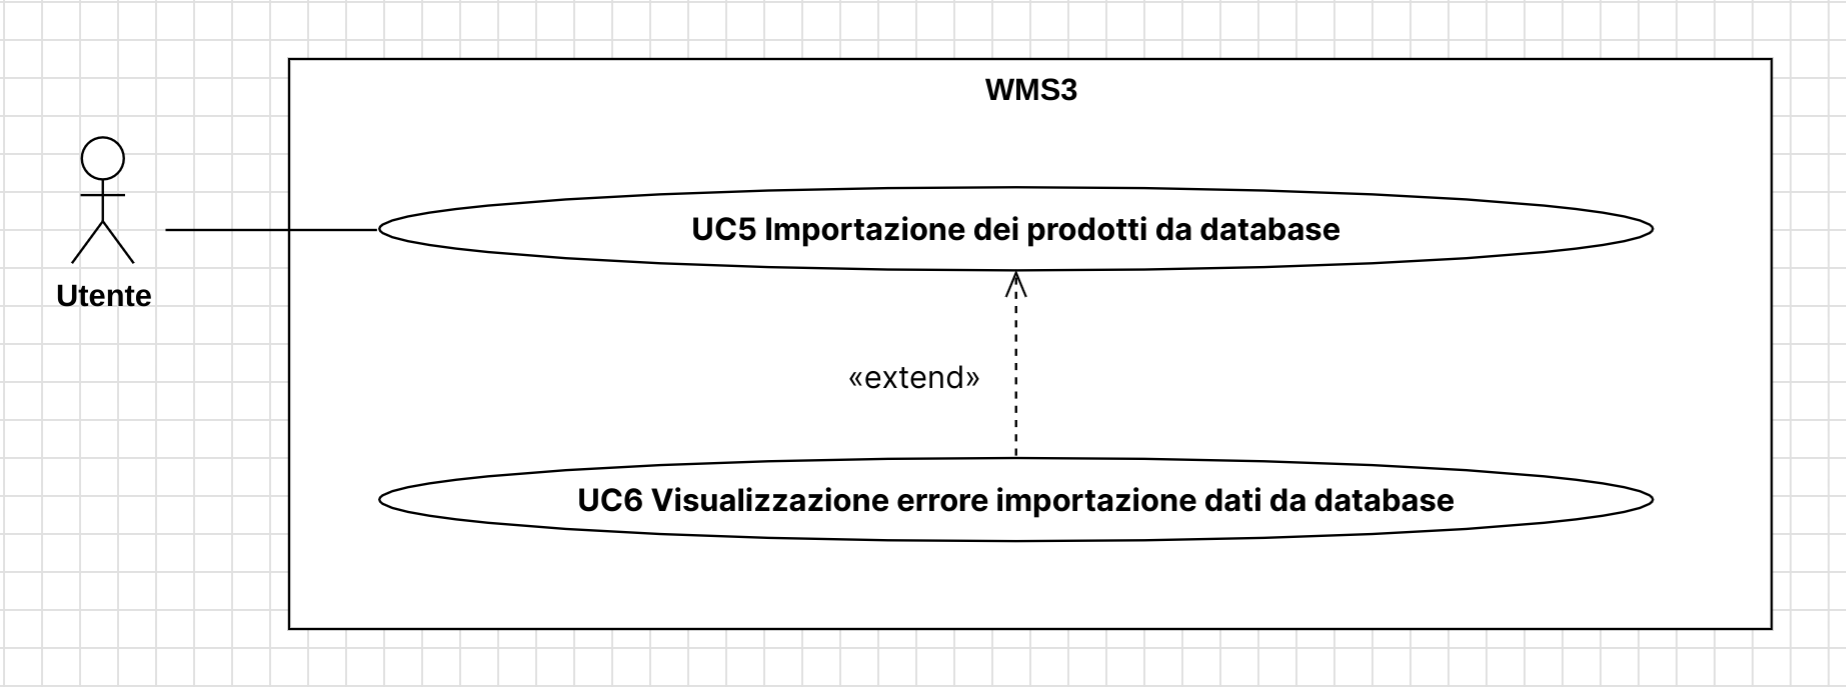 WMS3
UC5 Importazione dei prodotti da database
Utente
«extend»
UC6 Visualizzazione errore importazione dati da database